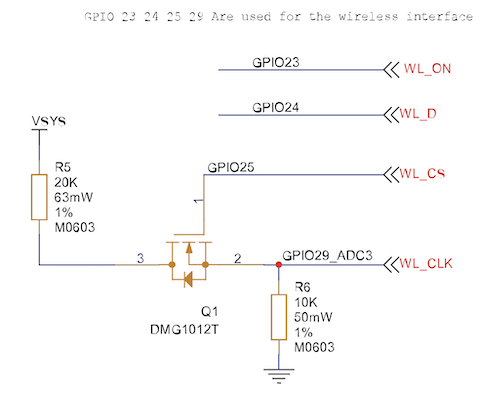 GPIO 23 24 25 29 Are used for the wireless interface
GPIO23
WL_ON
GPIO24
WL_D
VSYS
GPIO25
WL_CS
R5
20K
63mW
1%
M0603
1
3
2
GPIO29_ADC3
WL_CLK
Q1
DMG1012T
R6
10K
50mW
1%
M0603